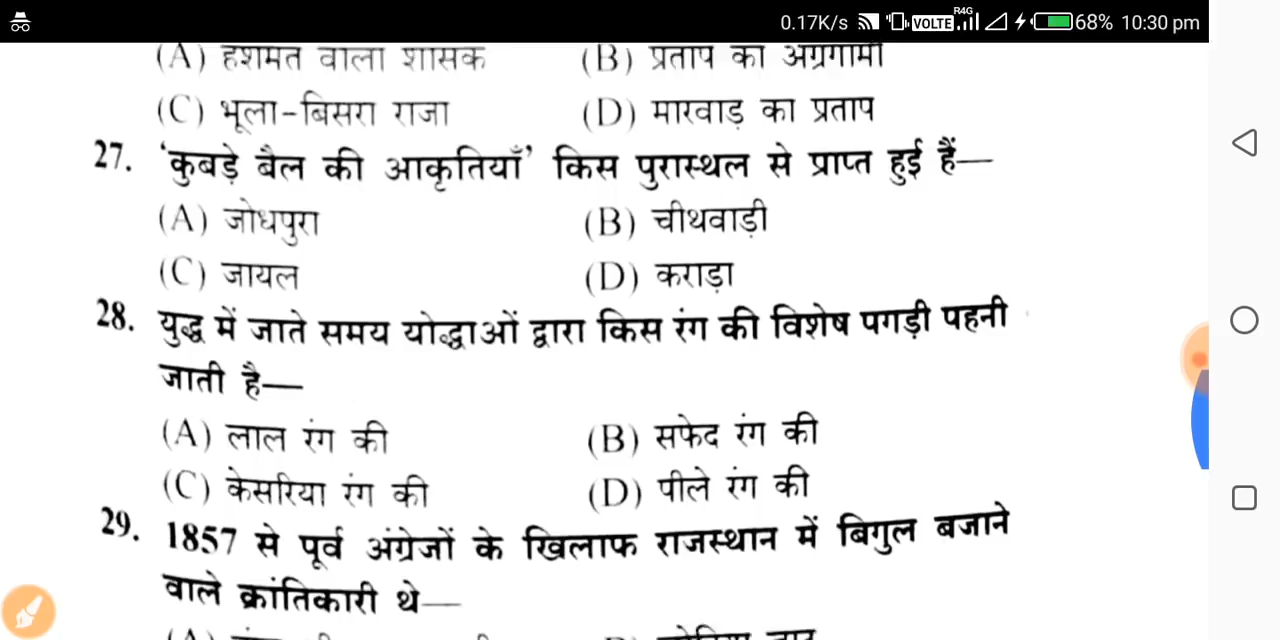 0.17K/s VOLTE R4G 68% 10:30 pm
(A) हशमत वाला शासक (B) प्रताप का अग्रगामी
(C) भूला-बिसरा राजा (D) मारवाड़ का प्रताप
27. ‘कुबड़े बैल की आकृतियाँ’ किस पुरास्थल से प्राप्त हुई हैं—
(A) जोधपुरा (B) चीथवाड़ी
(C) जायल (D) कराड़ा
28. युद्ध में जाते समय योद्धाओं द्वारा किस रंग की विशेष पगड़ी पहनी
जाती है—
(A) लाल रंग की (B) सफेद रंग की
(C) केसरिया रंग की (D) पीले रंग की
29. 1857 से पूर्व अंग्रेजों के खिलाफ राजस्थान में बिगुल बजाने
वाले क्रांतिकारी थे—